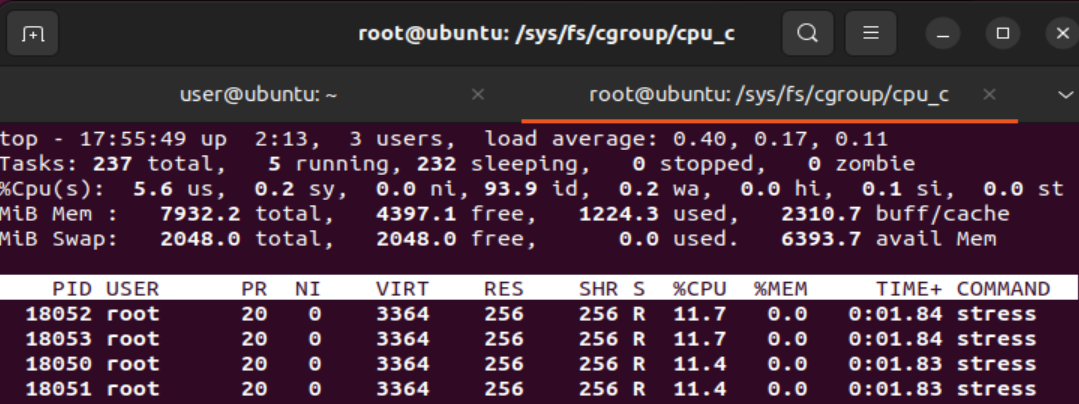 root@ubuntu: /sys/fs/cgroup/cpu_c
user@ubuntu: ~
root@ubuntu: /sys/fs/cgroup/cpu_c
top - 17:55:49 up  2:13,  3 users,  load average: 0.40, 0.17, 0.11
Tasks: 237 total,   5 running, 232 sleeping,   0 stopped,   0 zombie
%Cpu(s):  5.6 us,  0.2 sy,  0.0 ni, 93.9 id,  0.2 wa,  0.0 hi,  0.1 si,  0.0 st
MiB Mem :   7932.2 total,   4397.1 free,   1224.3 used,   2310.7 buff/cache
MiB Swap:   2048.0 total,   2048.0 free,      0.0 used.   6393.7 avail Mem
PID USER      PR  NI    VIRT    RES    SHR S  %CPU  %MEM     TIME+ COMMAND
18052 root      20   0    3364    256    256 R  11.7   0.0   0:01.84 stress
18053 root      20   0    3364    256    256 R  11.7   0.0   0:01.84 stress
18050 root      20   0    3364    256    256 R  11.4   0.0   0:01.83 stress
18051 root      20   0    3364    256    256 R  11.4   0.0   0:01.83 stress